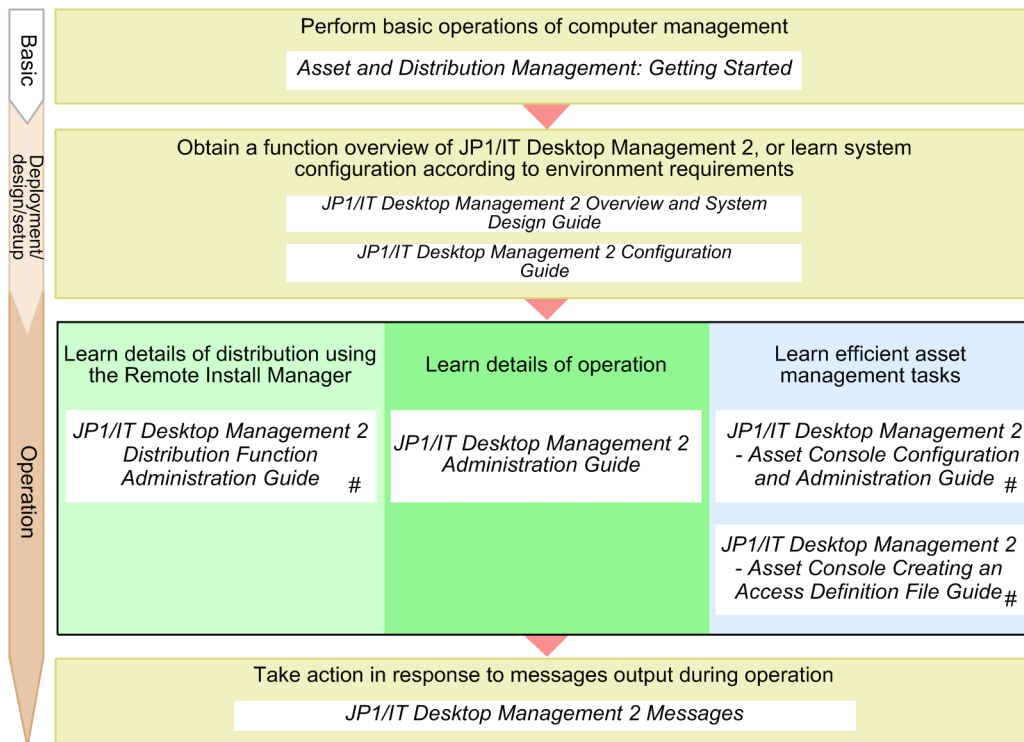 Basic
Perform basic operations of computer management
Asset and Distribution Management: Getting Started
Deployment/
design/setup
Obtain a function overview of JP1/IT Desktop Management 2, or learn system
configuration according to environment requirements
JP1/IT Desktop Management 2 Overview and System
Design Guide
JP1/IT Desktop Management 2 Configuration
Guide
Operation
Learn details of distribution using
the Remote Install Manager
JP1/IT Desktop Management 2
Distribution Function
Administration Guide #
Learn details of operation
JP1/IT Desktop Management 2
Administration Guide
Learn efficient asset
management tasks
JP1/IT Desktop Management 2
- Asset Console Configuration
and Administration Guide #
JP1/IT Desktop Management 2
- Asset Console Creating an
Access Definition File Guide #
Take action in response to messages output during operation
JP1/IT Desktop Management 2 Messages